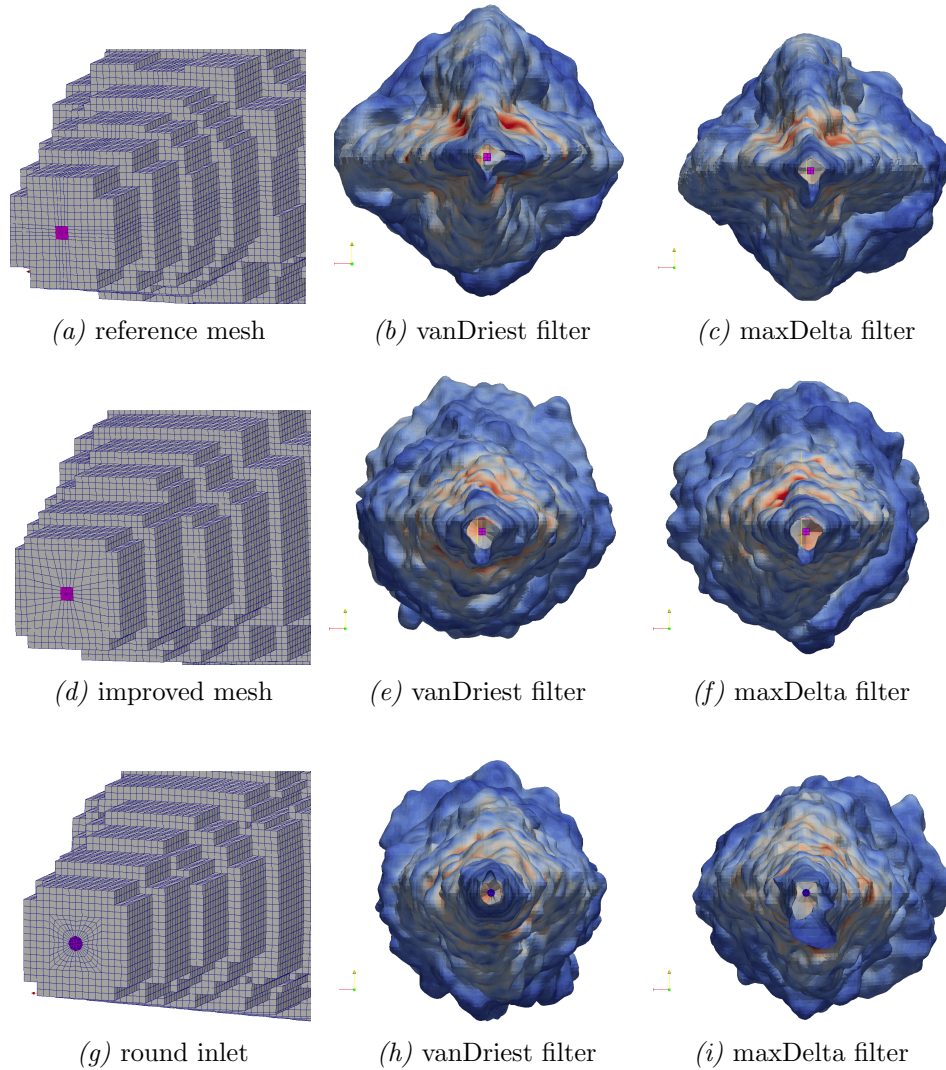 (a) reference mesh
(b) vanDriest filter
(c) maxDelta filter
(d) improved mesh
(e) vanDriest filter
(f) maxDelta filter
(g) round inlet
(h) vanDriest filter
(i) maxDelta filter